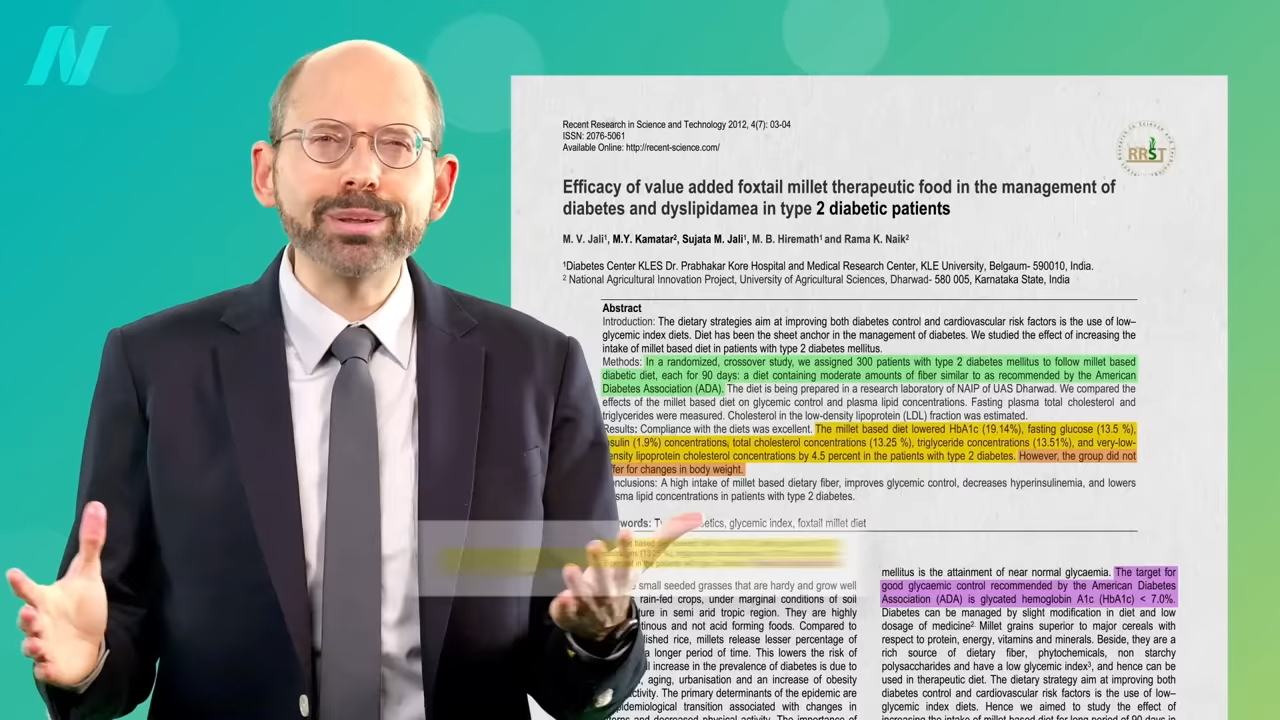 N
Recent Research in Science and Technology 2012, 4(7): 03-04
ISSN: 2076-5061
Available Online: http://recent-science.com/
RRST
Efficacy of value added foxtail millet therapeutic food in the management of
diabetes and dyslipidamea in type 2 diabetic patients
M. V. Jali¹, M.Y. Kamatar², Sujata M. Jali¹, M. B. Hiremath¹ and Rama K. Naik²
¹Diabetes Center KLES Dr. Prabhakar Kore Hospital and Medical Research Center, KLE University, Belgaum- 590010, India.
² National Agricultural Innovation Project, University of Agricultural Sciences, Dharwad- 580 005, Karnataka State, India
Abstract
Introduction: The dietary strategies aim at improving both diabetes control and cardiovascular risk factors is the use of low–
glycemic index diets. Diet has been the sheet anchor in the management of diabetes. We studied the effect of increasing the
intake of millet based diet in patients with type 2 diabetes mellitus.
Methods: In a randomized, crossover study, we assigned 300 patients with type 2 diabetes mellitus to follow millet based
diabetic diet, each for 90 days: a diet containing moderate amounts of fiber similar to as recommended by the American
Diabetes Association (ADA). The diet is being prepared in a research laboratory of NAIP of UAS Dharwad. We compared the
effects of the millet based diet on glycemic control and plasma lipid concentrations. Fasting plasma total cholesterol and
triglycerides were measured. Cholesterol in the low-density lipoprotein (LDL) fraction was estimated.
Results: Compliance with the diets was excellent. The millet based diet lowered HbA1c (19.14%), fasting glucose (13.5 %),
nsulin (1.9%) concentrations, total cholesterol concentrations (13.25 %), triglyceride concentrations (13.51%), and very-low-
ensity lipoprotein cholesterol concentrations by 4.5 percent in the patients with type 2 diabetes. However, the group did not
ffer for changes in body weight.
onclusions: A high intake of millet based dietary fiber, improves glycemic control, decreases hyperinsulinemia, and lowers
asma lipid concentrations in patients with type 2 diabetes.
words: T etics, glycemic index, foxtail millet diet
small seeded grasses that are hardy and grow well
rain-fed crops, under marginal conditions of soil
ture in semi and tropic region. They are highly
tinous and not acid forming foods. Compared to
lished rice, millets release lesser percentage of
a longer period of time. This lowers the risk of
l increase in the prevalence of diabetes is due to
, aging, urbanisation and an increase of obesity
ctivity. The primary determinants of the epidemic are
pidemiological transition associated with changes in
mellitus is the attainment of near normal glycaemia. The target for
good glycaemic control recommended by the American Diabetes
Association (ADA) is glycated hemoglobin A1c (HbA1c) < 7.0%.
Diabetes can be managed by slight modification in diet and low
dosage of medicine². Millet grains superior to major cereals with
respect to protein, energy, vitamins and minerals. Beside, they are a
rich source of dietary fiber, phytochemicals, non starchy
polysaccharides and have a low glycemic index³, and hence can be
used in therapeutic diet. The dietary strategy aim at improving both
diabetes control and cardiovascular risk factors is the use of low–
glycemic index diets. Hence we aimed to study the effect of